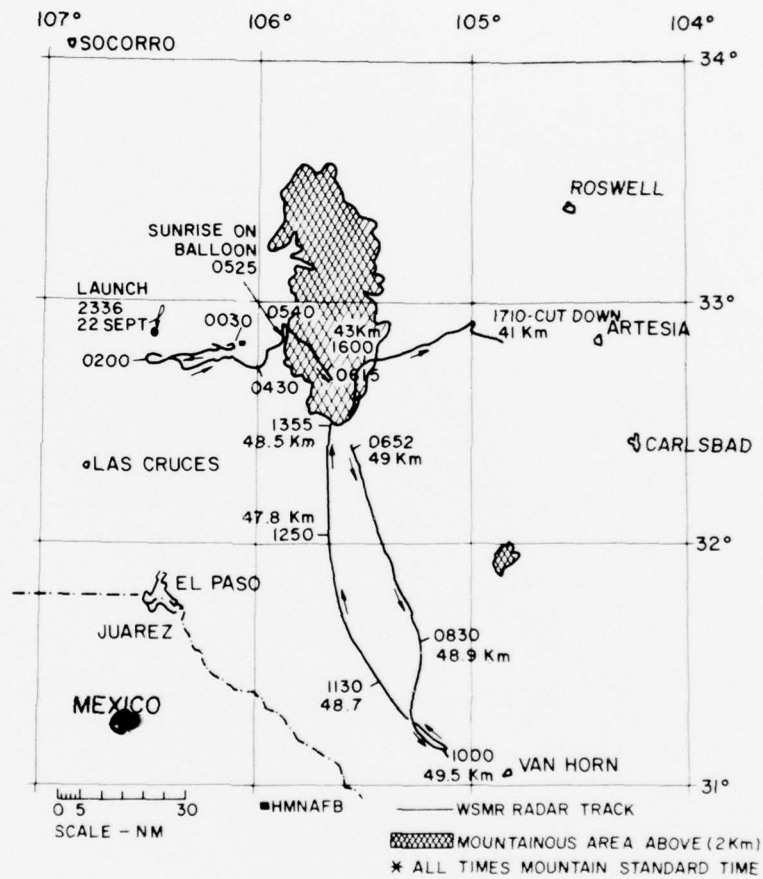 107° 106° 105° 104°
SOCORRO
34°
ROSWELL
SUNRISE ON
BALLOON
0525
LAUNCH
2336
22 SEPT
33°
0030
0540
43Km
1600
1710-CUT DOWN
41 Km
ARTESIA
0200
0430
0615
1355
48.5 Km
0652
49 Km
CARLSBAD
LAS CRUCES
47.8 Km
1250
32°
EL PASO
JUAREZ
0830
48.9 Km
1130
48.7
MEXICO
1000
49.5 Km
VAN HORN
31°
0 5 30
SCALE - NM
HMNAFB
WSMR RADAR TRACK
MOUNTAINOUS AREA ABOVE (2Km)
* ALL TIMES MOUNTAIN STANDARD TIME